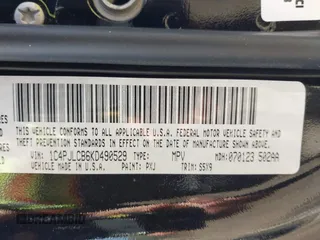 THIS VEHICLE CONFORMS TO ALL APPLICABLE U.S.A. FEDERAL MOTOR VEHICLE SAFETY AND
THEFT PREVENTION STANDARDS IN EFFECT ON THE DATE OF MANUFACTURE SHOWN ABOVE.
VIN: 1C4PJLCB6KD490529 TYPE: MPV MDH: 070123 502AA
VEHICLE MADE IN U.S.A. PAINT: PXJ TRIM: S5X9